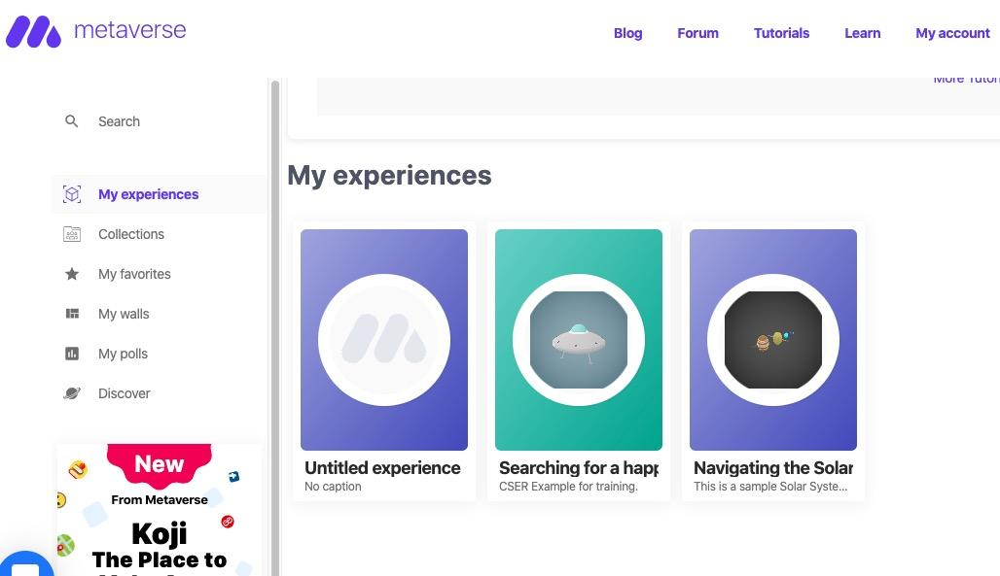 metaverse
Blog Forum Tutorials Learn My account
Search
My experiences
Collections
My favorites
My walls
My polls
Discover
New
From Metaverse
Koji
The Place to
More
My experiences
Untitled experience
No caption
Searching for a
CSER Example for training.
Navigating the Solar
This is a sample Solar Syste...